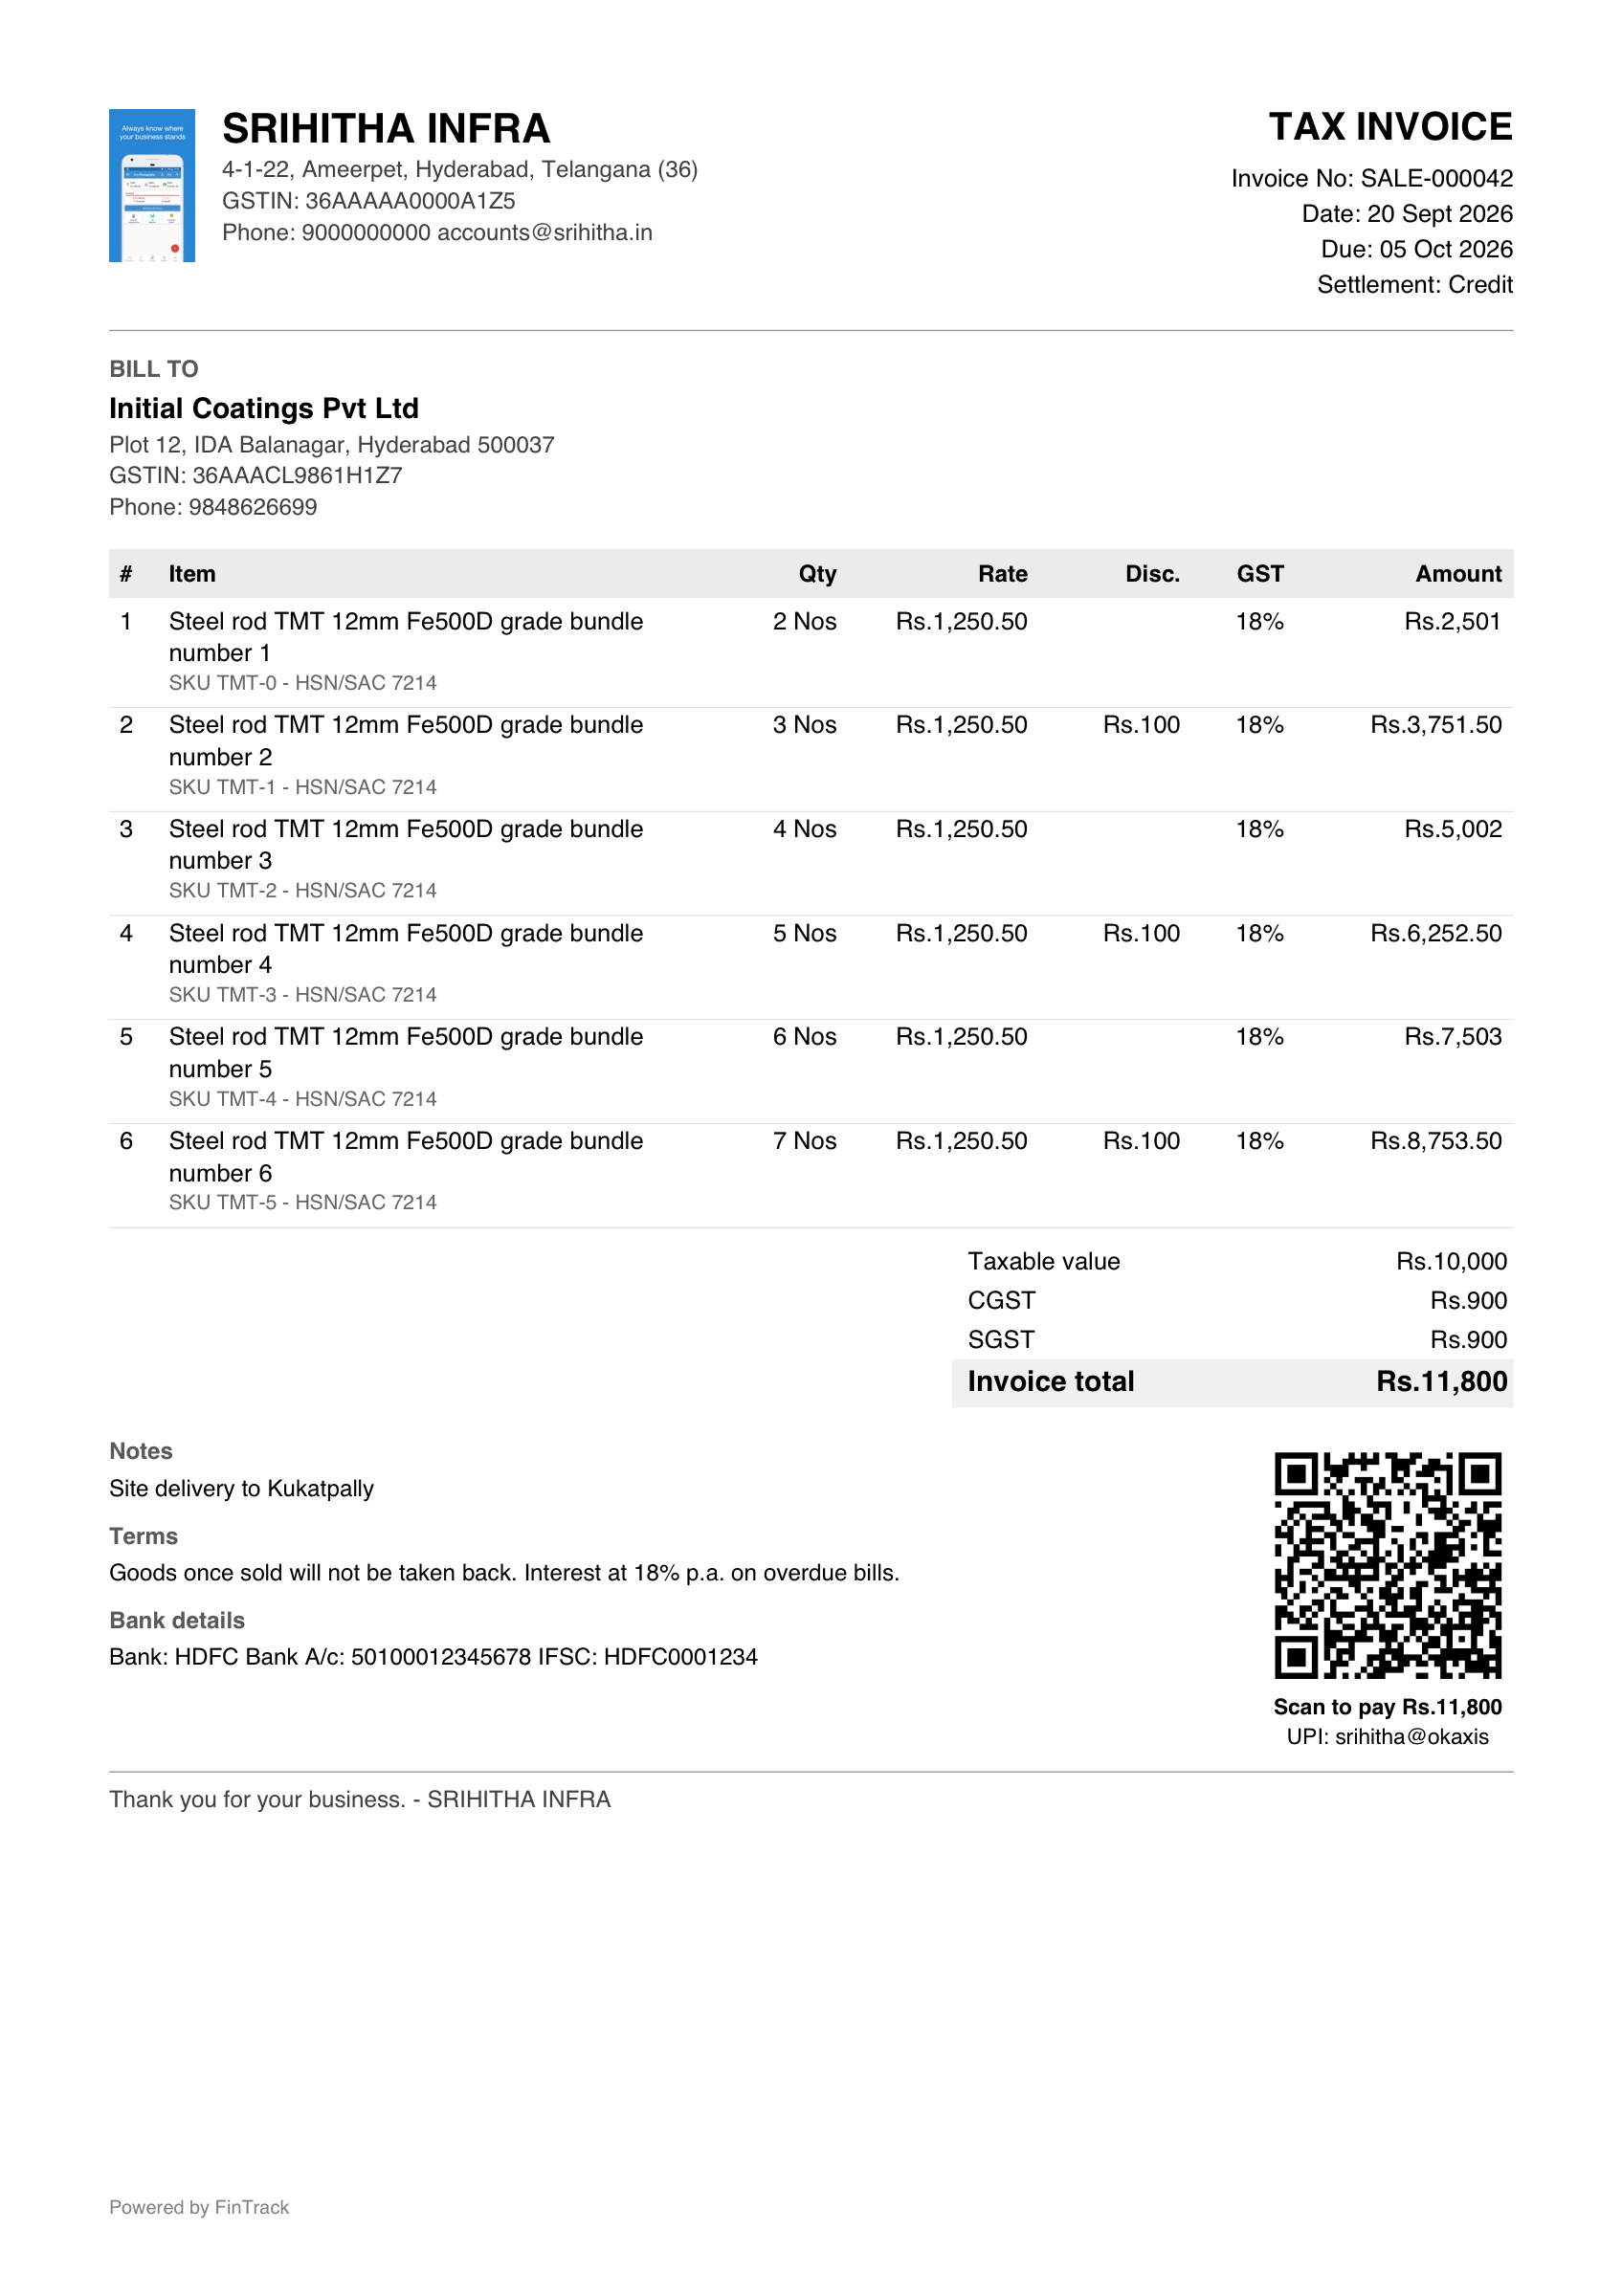 Always know where
your business stands
SRIHITHA INFRA
4-1-22, Ameerpet, Hyderabad, Telangana (36)
GSTIN: 36AAAAA0000A1Z5
Phone: 9000000000 accounts@srihitha.in
TAX INVOICE
Invoice No: SALE-000042
Date: 20 Sept 2026
Due: 05 Oct 2026
Settlement: Credit
BILL TO
Initial Coatings Pvt Ltd
Plot 12, IDA Balanagar, Hyderabad 500037
GSTIN: 36AAACL9861H1Z7
Phone: 9848626699
# Item Qty Rate Disc. GST Amount
1 Steel rod TMT 12mm Fe500D grade bundle 2 Nos Rs.1,250.50 18% Rs.2,501
number 1
SKU TMT-0 - HSN/SAC 7214
2 Steel rod TMT 12mm Fe500D grade bundle 3 Nos Rs.1,250.50 Rs.100 18% Rs.3,751.50
number 2
SKU TMT-1 - HSN/SAC 7214
3 Steel rod TMT 12mm Fe500D grade bundle 4 Nos Rs.1,250.50 18% Rs.5,002
number 3
SKU TMT-2 - HSN/SAC 7214
4 Steel rod TMT 12mm Fe500D grade bundle 5 Nos Rs.1,250.50 Rs.100 18% Rs.6,252.50
number 4
SKU TMT-3 - HSN/SAC 7214
5 Steel rod TMT 12mm Fe500D grade bundle 6 Nos Rs.1,250.50 18% Rs.7,503
number 5
SKU TMT-4 - HSN/SAC 7214
6 Steel rod TMT 12mm Fe500D grade bundle 7 Nos Rs.1,250.50 Rs.100 18% Rs.8,753.50
number 6
SKU TMT-5 - HSN/SAC 7214
Taxable value Rs.10,000
CGST Rs.900
SGST Rs.900
Invoice total Rs.11,800
Notes
Site delivery to Kukatpally
Terms
Goods once sold will not be taken back. Interest at 18% p.a. on overdue bills.
Bank details
Bank: HDFC Bank A/c: 50100012345678 IFSC: HDFC0001234
Scan to pay Rs.11,800
UPI: srihitha@okaxis
Thank you for your business. - SRIHITHA INFRA
Powered by FinTrack